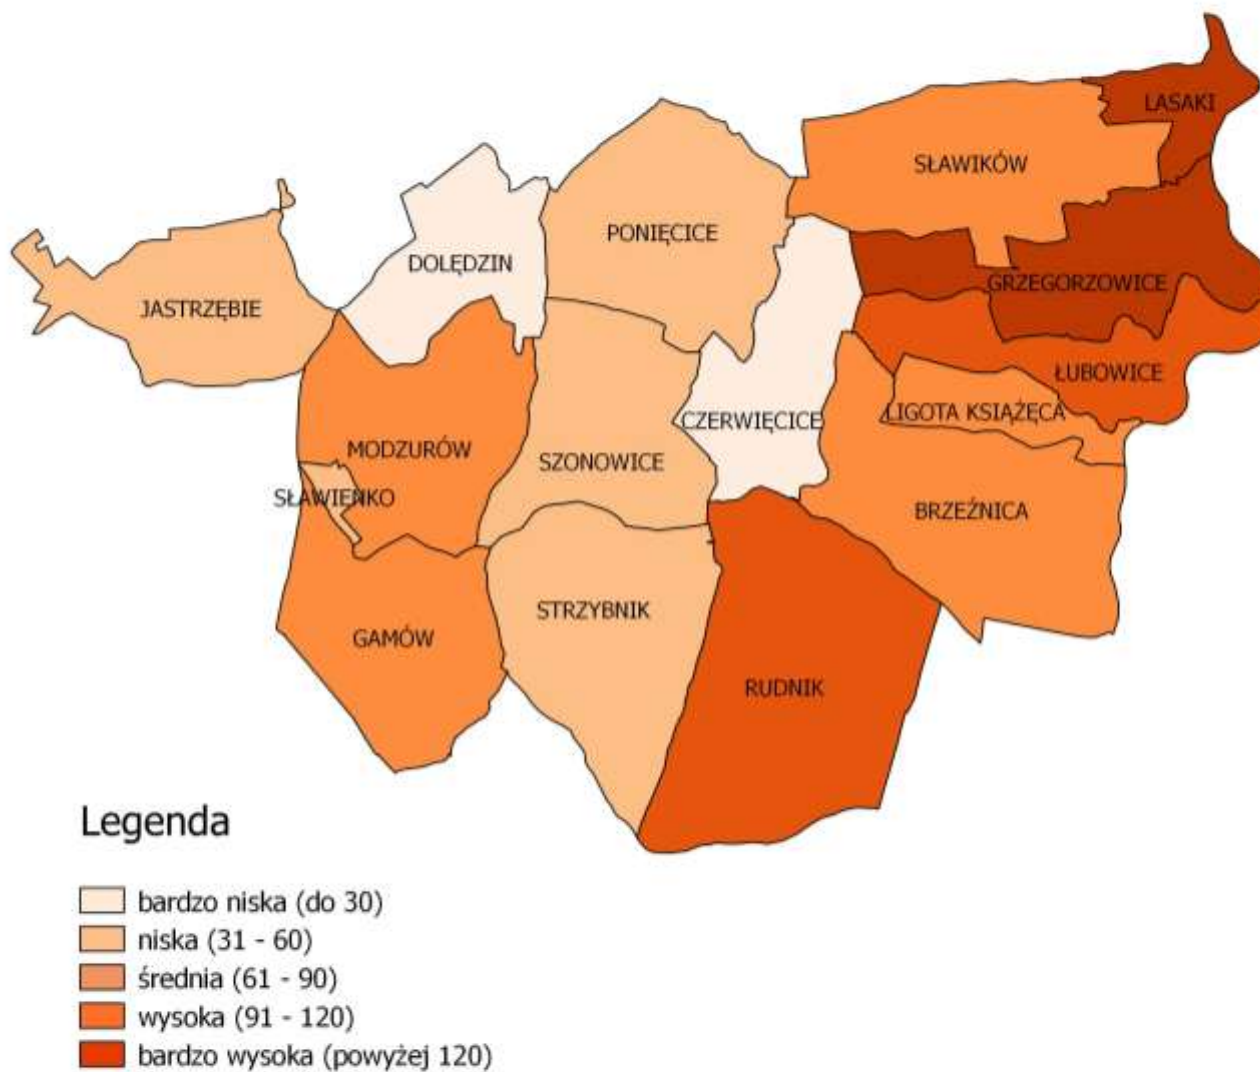 LASAKI
SŁAWIKÓW
PONIĘCICE
DOLĘDZIN
GRZEGORZOWICE
JASTRZĘBIE
ŁUBOWICE
LIGOTA KSIĄŻĘCA
CZERWIĘCICE
MODZURÓW
SZONOWICE
SŁAWIENKO
BRZEŹNICA
STRZYBNIK
GAMÓW
RUDNIK
Legenda
bardzo niska (do 30)
niska (31 - 60)
średnia (61 - 90)
wysoka (91 - 120)
bardzo wysoka (powyżej 120)